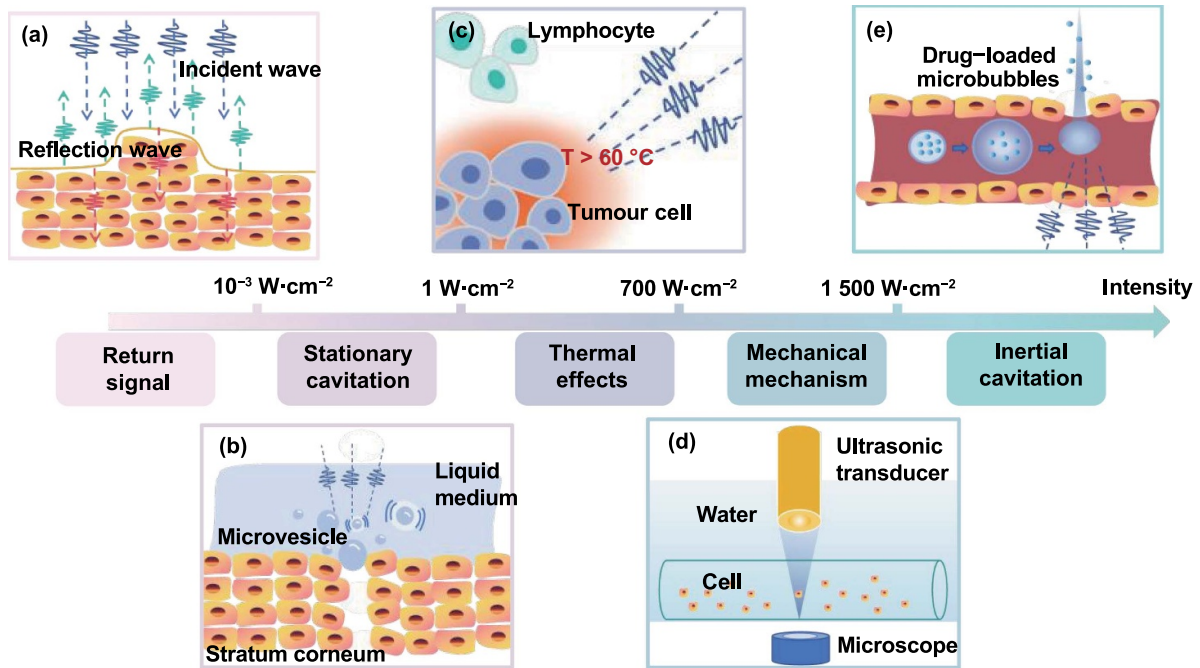 (a)
Incident wave
Reflection wave
(c)
Lymphocyte
T > 60 °C
Tumour cell
(e)
Drug−loaded
microbubbles
10⁻³ W·cm⁻²
1 W·cm⁻²
700 W·cm⁻²
1 500 W·cm⁻²
Intensity
Return
signal
Stationary
cavitation
Thermal
effects
Mechanical
mechanism
Inertial
cavitation
(b)
Liquid
medium
Microvesicle
Stratum corneum
(d)
Ultrasonic
transducer
Water
Cell
Microscope